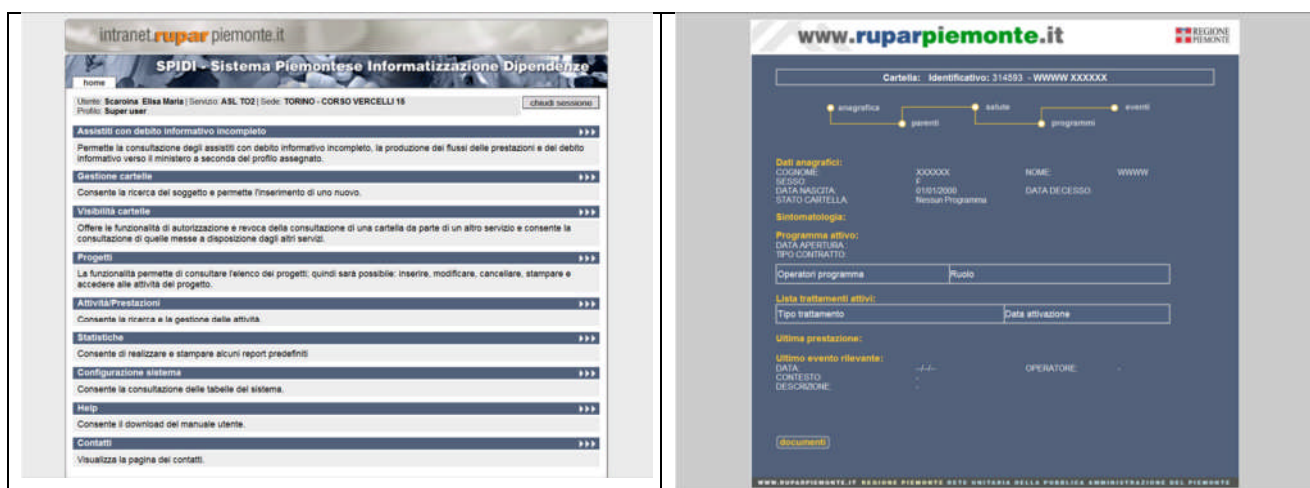 intranet.rupar piemonte.it
SPIDI - Sistema Piemontese Informatizzazione Dipendenze
home
Utente: Scaroina Elisa Maria | Servizio: ASL TO2 | Sede: TORINO - CORSO VERCELLI 15
Profilo: Super user
chiudi sessione
Assistiti con debito informativo incompleto
Permette la consultazione degli assistiti con debito informativo incompleto, la produzione dei flussi delle prestazioni e del debito
informativo verso il ministero a seconda del profilo assegnato.
Gestione cartelle
Consente la ricerca del soggetto e permette l'inserimento di uno nuovo.
Visibilità cartelle
Offre le funzionalità di autorizzazione e revoca della consultazione di una cartella da parte di un altro servizio e consente la
consultazione di quelle messe a disposizione dagli altri servizi.
Progetti
La funzionalità permette di consultare l'elenco dei progetti; quindi sarà possibile: inserire, modificare, cancellare, stampare e
accedere alle attività del progetto.
Attività/Prestazioni
Consente la ricerca e la gestione delle attività.
Statistiche
Consente di realizzare e stampare alcuni report predefiniti
Configurazione sistema
Consente la consultazione delle tabelle del sistema.
Help
Consente il download del manuale utente.
Contatti
Visualizza la pagina dei contatti.
www.ruparpiemonte.it
REGIONE
PIEMONTE
Cartella: Identificativo: 314593 - WWWW XXXXXX
anagrafica
salute
eventi
parenti
programmi
Dati anagrafici:
COGNOME: XXXXXX NOME: WWWW
SESSO: F
DATA NASCITA: 01/01/2000 DATA DECESSO:
STATO CARTELLA: Nessun Programma
Sintomatologia:
Programma attivo:
DATA APERTURA:
TIPO CONTRATTO:
Operatori programma Ruolo
Lista trattamenti attivi:
Tipo trattamento Data attivazione
Ultima prestazione:
Ultimo evento rilevante:
DATA: --/--/-- OPERATORE: -
CONTESTO: -
DESCRIZIONE: -
documenti
WWW.RUPARPIEMONTE.IT REGIONE PIEMONTE RETE UNITARIA DELLA PUBBLICA AMMINISTRAZIONE DEL PIEMONTE